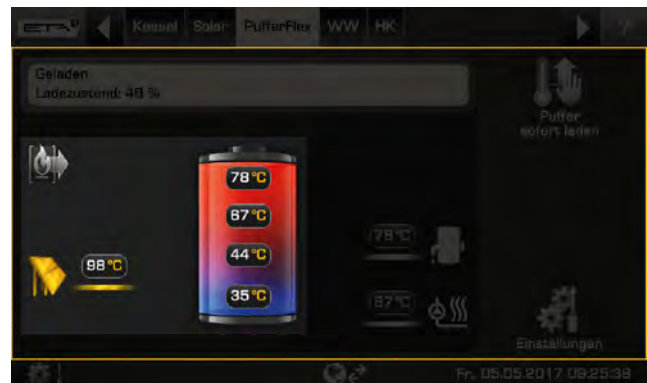 ETA
Kessel Solar PufferFlex WW HK
Geladen
Ladezustand: 48 %
Puffer
sofort laden
78 °C
67 °C
44 °C
35 °C
98 °C
78 °C
67 °C
Einstellungen
Fr. 05.05.2017 09:25:38